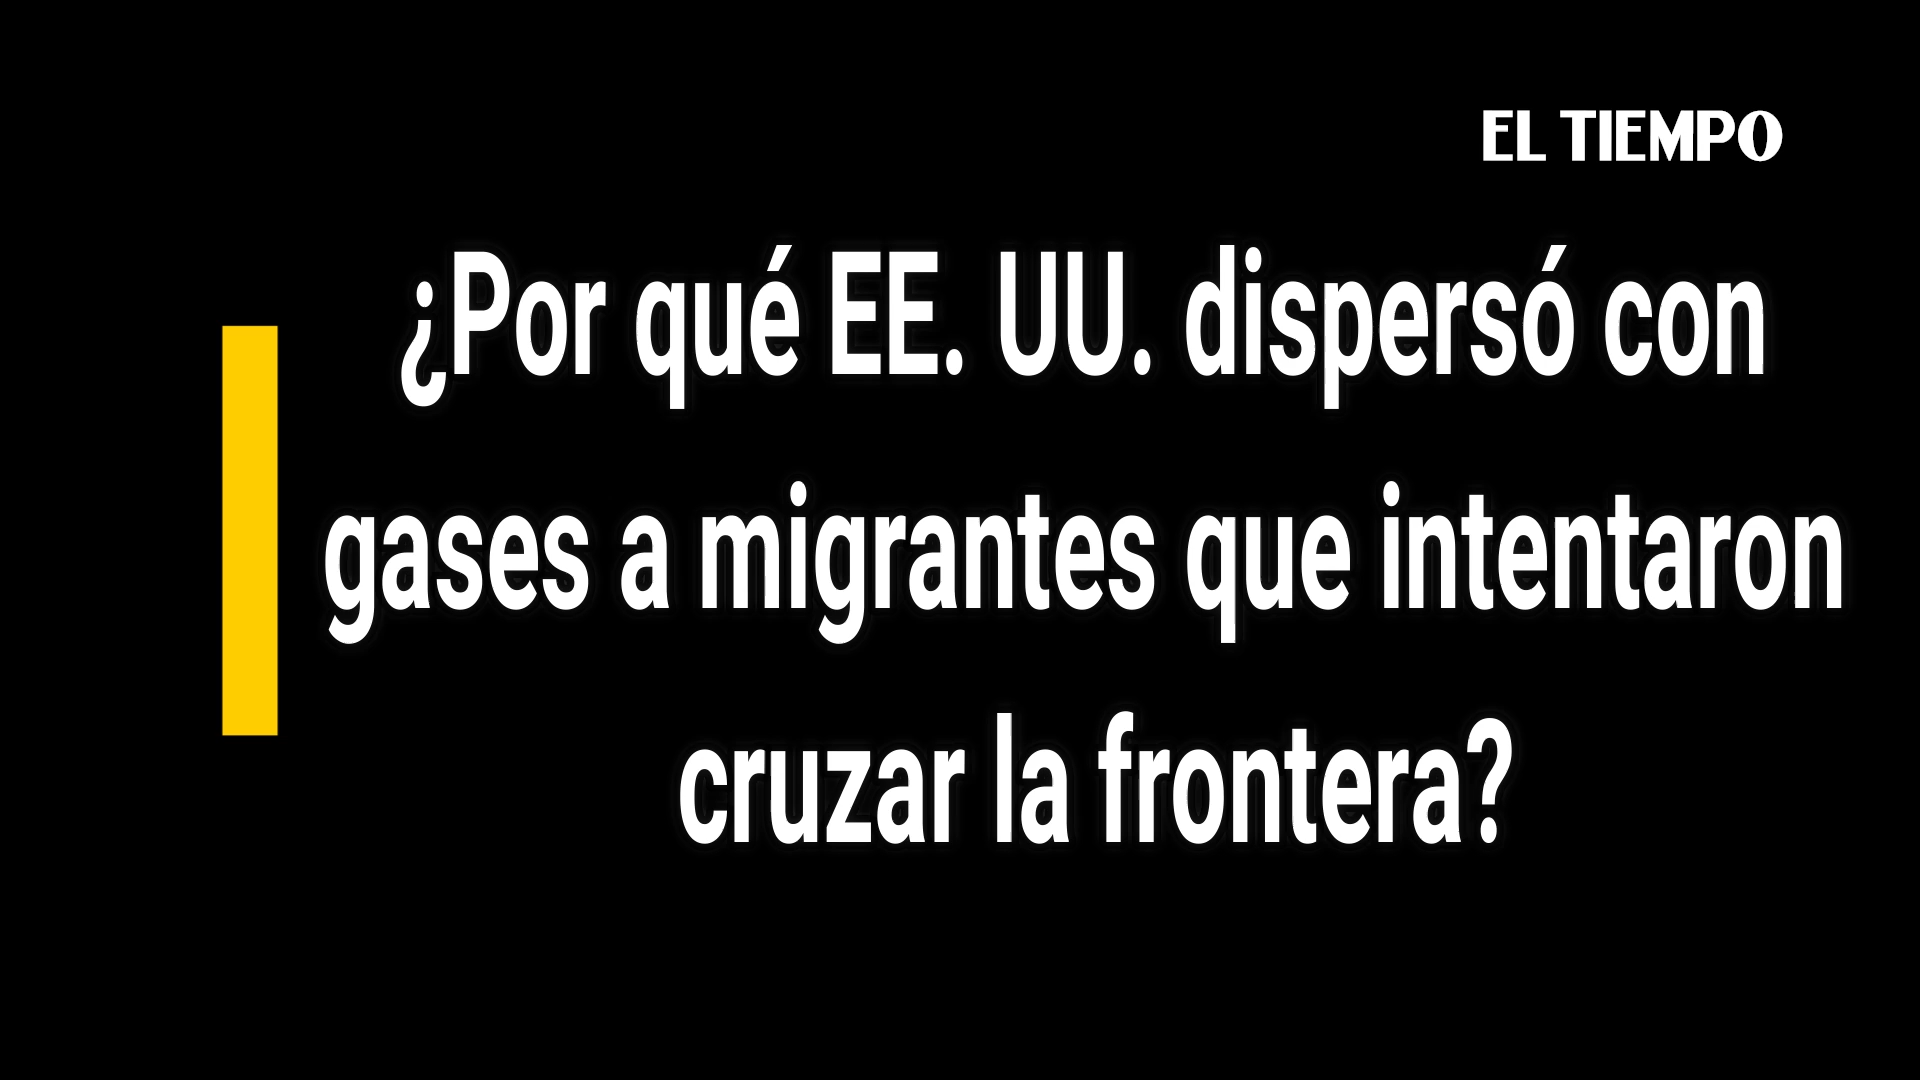 EL TIEMPO
¿Por qué EE. UU. dispersó con
gases a migrantes que intentaron
cruzar la frontera?